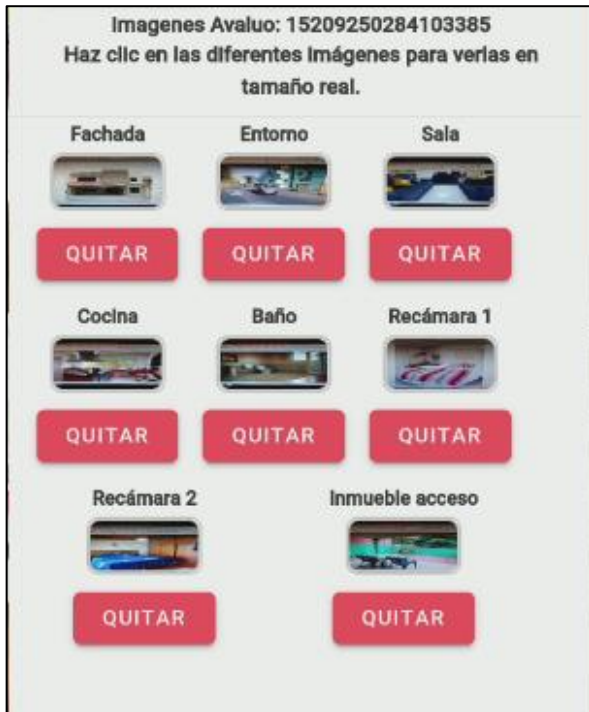 Imagenes Avaluo: 15209250284103385
Haz clic en las diferentes imágenes para verlas en
tamaño real.
Fachada Entorno Sala
QUITAR QUITAR QUITAR
Cocina Baño Recámara 1
QUITAR QUITAR QUITAR
Recámara 2 Inmueble acceso
QUITAR QUITAR